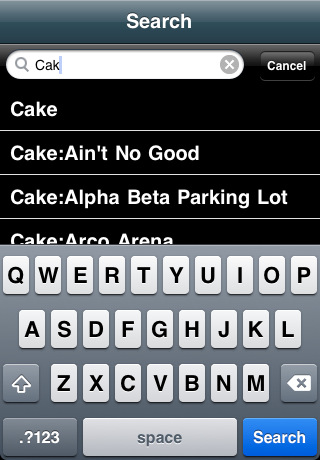 Search
Cak
Cancel
Cake
Cake:Ain't No Good
Cake:Alpha Beta Parking Lot
Cake:Arco Arena
Q W E R T Y U I O P
A S D F G H J K L
Z X C V B N M
.?123 space Search